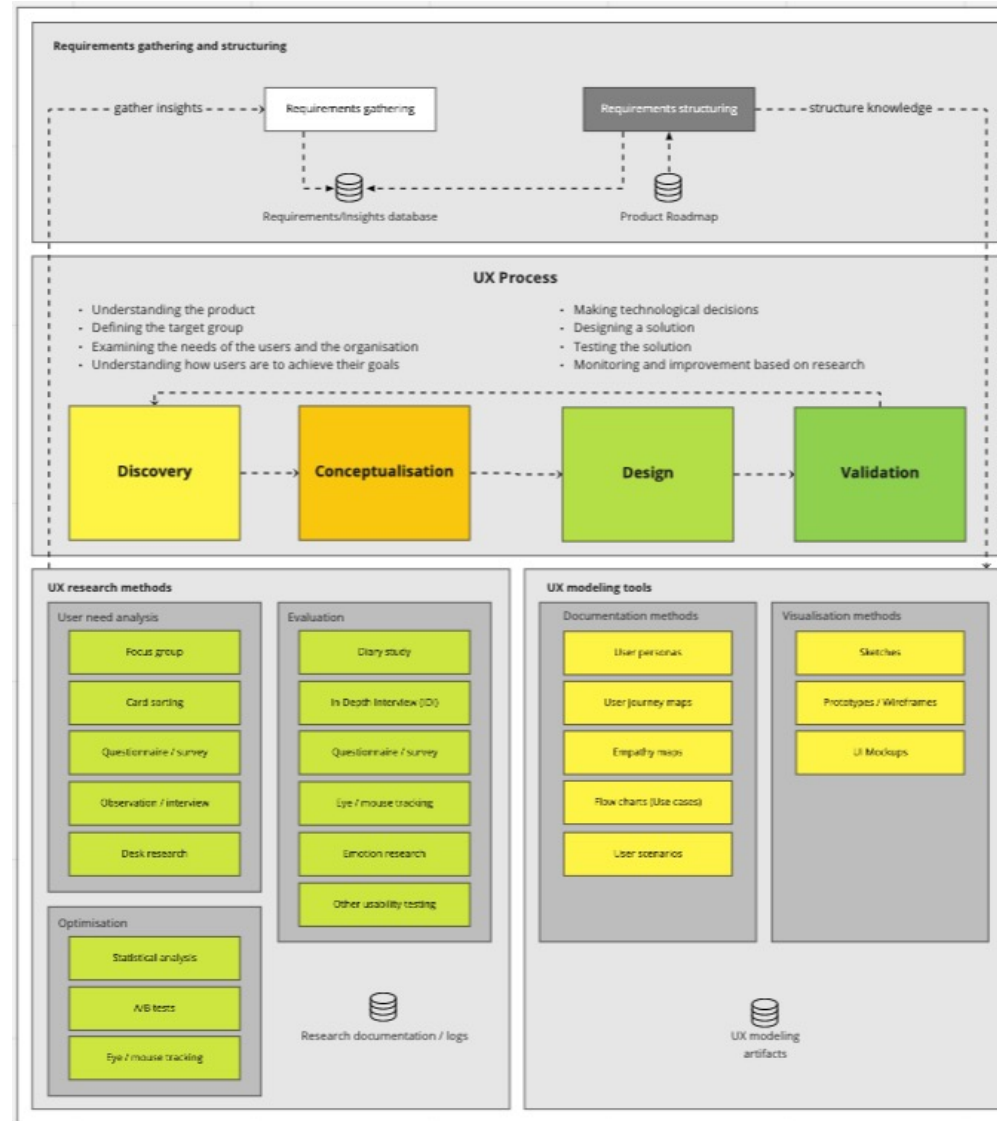 Requirements gathering and structuring
gather insights
Requirements gathering
Requirements structuring
structure knowledge
Requirements/Insights database
Product Roadmap
UX Process
• Understanding the product
• Defining the target group
• Examining the needs of the users and the organisation
• Understanding how users are to achieve their goals
• Making technological decisions
• Designing a solution
• Testing the solution
• Monitoring and improvement based on research
Discovery
Conceptualisation
Design
Validation
UX research methods
User need analysis
Focus group
Card sorting
Questionnaire / survey
Observation / interview
Desk research
Evaluation
Diary study
In Depth Interview (IDI)
Questionnaire / survey
Eye / mouse tracking
Emotion research
Other usability testing
Optimisation
Statistical analysis
A/B tests
Eye / mouse tracking
Research documentation / logs
UX modeling tools
Documentation methods
User personas
User journey maps
Empathy maps
Flow charts (Use cases)
User scenarios
Visualisation methods
Sketches
Prototypes / Wireframes
UI Mockups
UX modeling
artifacts